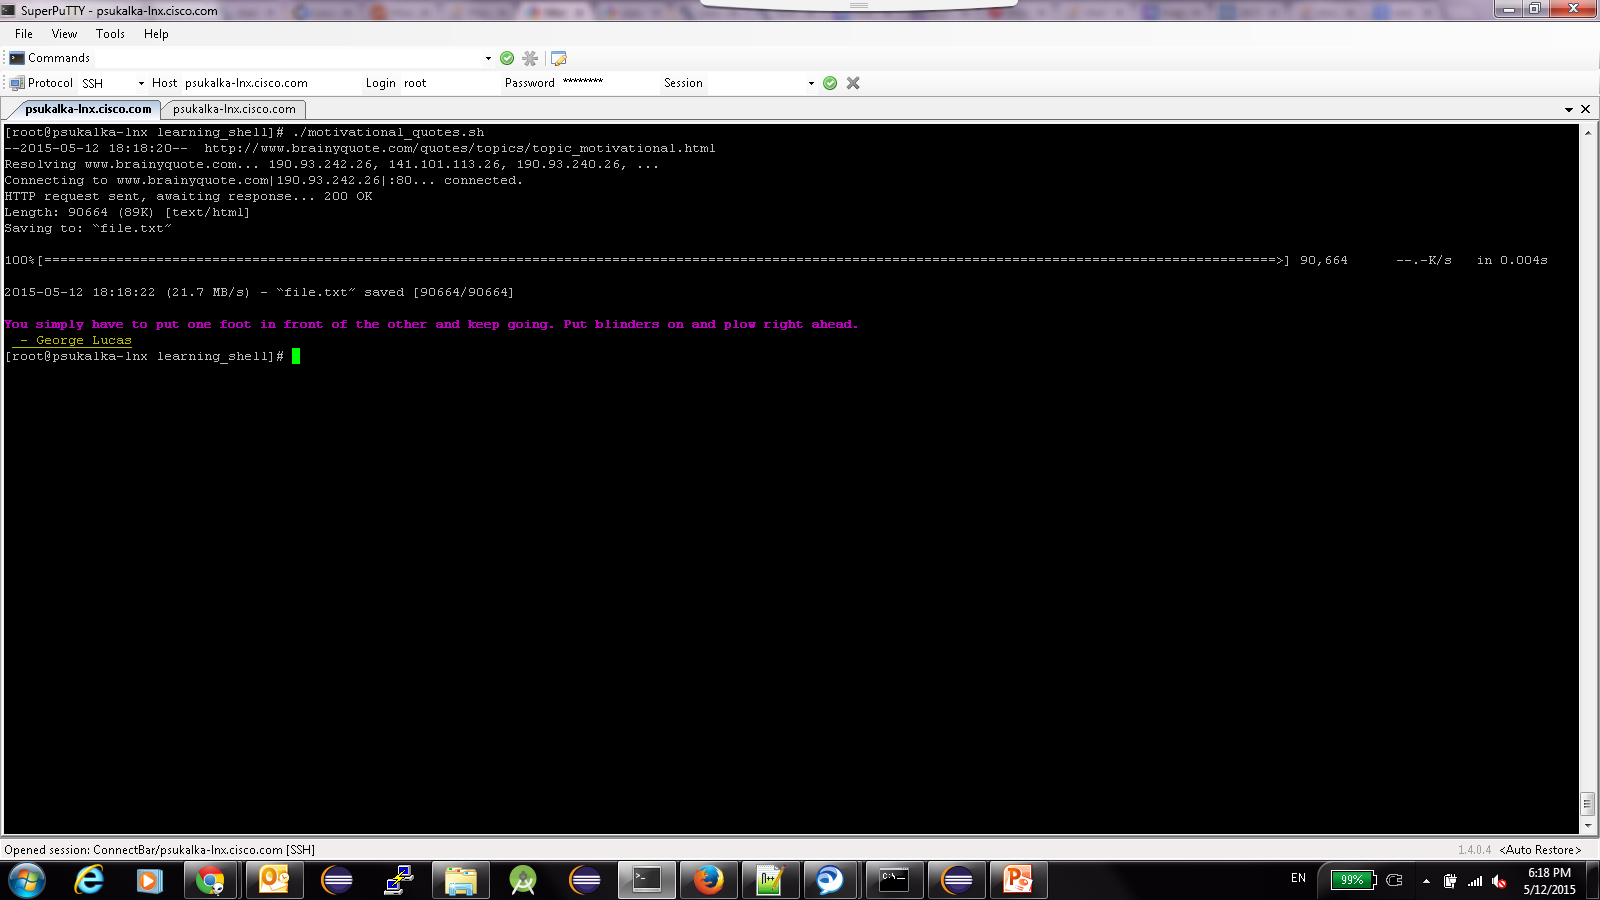 SuperPuTTY - psukalka-lnx.cisco.com
File View Tools Help
Commands
Protocol SSH Host psukalka-lnx.cisco.com Login root Password ******** Session
psukalka-lnx.cisco.com psukalka-lnx.cisco.com
[root@psukalka-lnx learning_shell]# ./motivational_quotes.sh
--2015-05-12 18:18:20-- http://www.brainyquote.com/quotes/topics/topic_motivational.html
Resolving www.brainyquote.com... 190.93.242.26, 141.101.113.26, 190.93.240.26, ...
Connecting to www.brainyquote.com|190.93.242.26|:80... connected.
HTTP request sent, awaiting response... 200 OK
Length: 90664 (89K) [text/html]
Saving to: “file.txt”
100%[=========================================================================================================================================================>] 90,664 --.-K/s in 0.004s
2015-05-12 18:18:22 (21.7 MB/s) - “file.txt” saved [90664/90664]
You simply have to put one foot in front of the other and keep going. Put blinders on and plow right ahead.
- George Lucas
[root@psukalka-lnx learning_shell]#
Opened session: ConnectBar/psukalka-lnx.cisco.com [SSH] 1.4.0.4 <Auto Restore>
EN 99% 6:18 PM
5/12/2015